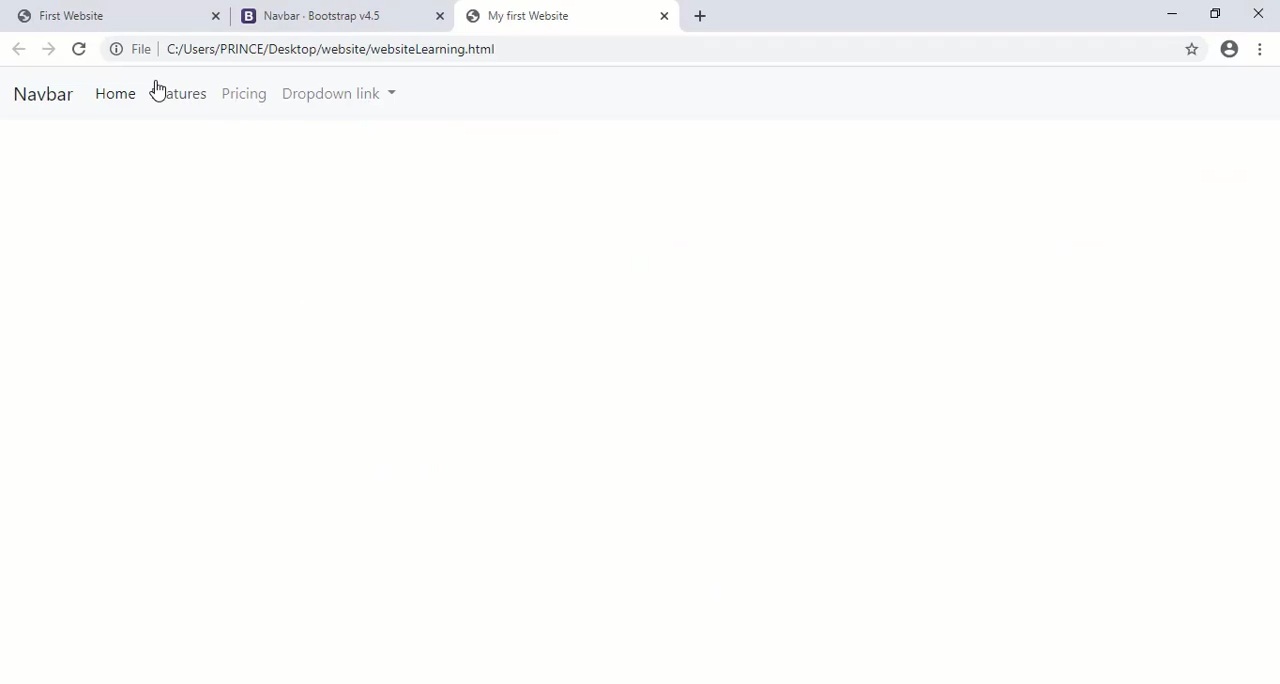 First Website
Navbar · Bootstrap v4.5
My first Website
File
C:/Users/PRINCE/Desktop/website/websiteLearning.html
Navbar Home Features Pricing Dropdown link